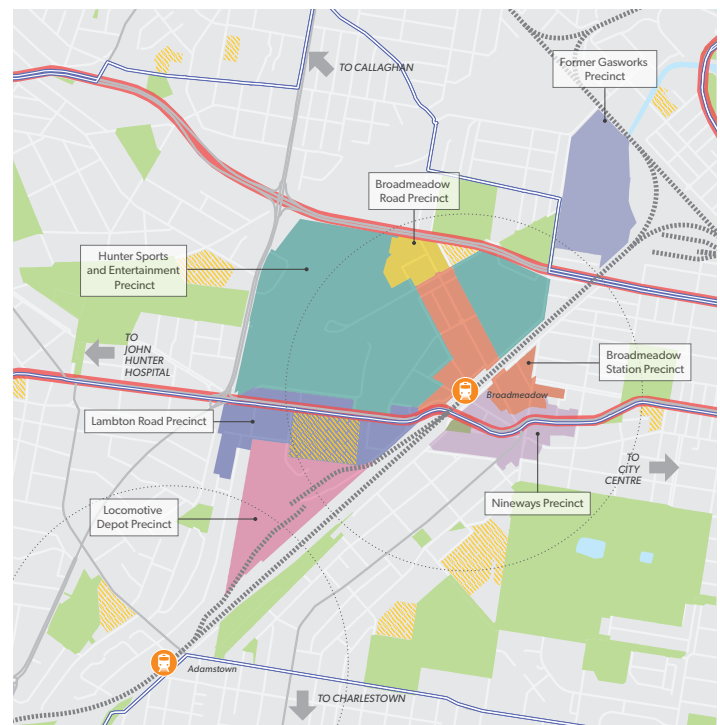 TO CALLAGHAN
Former Gasworks
Precinct
Broadmeadow
Road Precinct
Hunter Sports
and Entertainment
Precinct
TO
JOHN
HUNTER
HOSPITAL
Broadmeadow
Station Precinct
Broadmeadow
Lambton Road Precinct
TO
CITY
CENTRE
Nineways Precinct
Locomotive
Depot Precinct
Adamstown
TO CHARLESTOWN